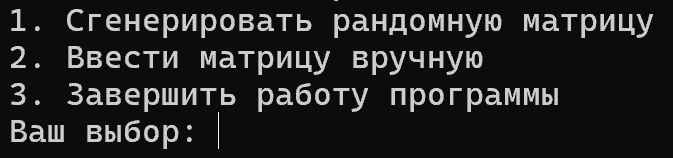 1. Сгенерировать рандомную матрицу
2. Ввести матрицу вручную
3. Завершить работу программы
Ваш выбор: